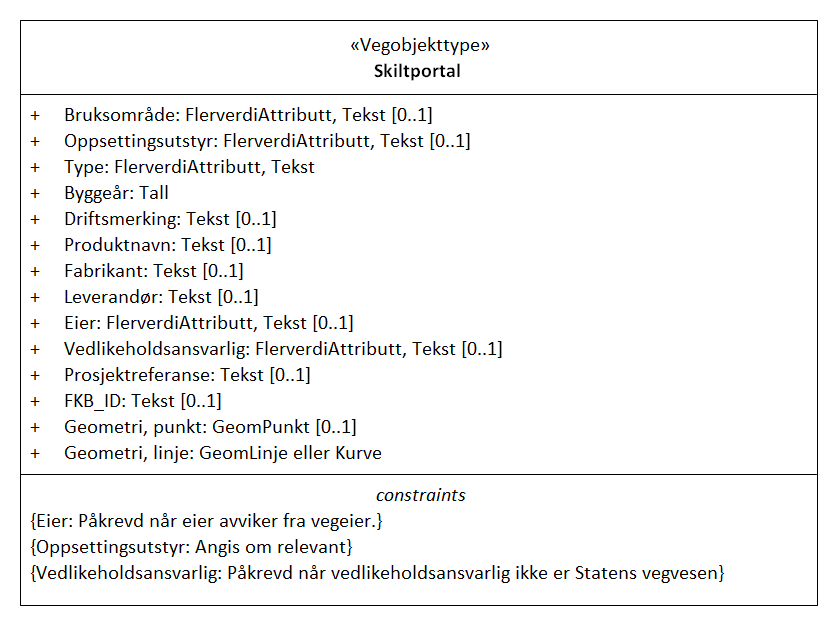 «Vegobjekttype»
Skiltportal
+ Bruksområde: FlerverdiAttributt, Tekst [0..1]
+ Oppsettingsutstyr: FlerverdiAttributt, Tekst [0..1]
+ Type: FlerverdiAttributt, Tekst
+ Byggeår: Tall
+ Driftsmerking: Tekst [0..1]
+ Produktnavn: Tekst [0..1]
+ Fabrikant: Tekst [0..1]
+ Leverandør: Tekst [0..1]
+ Eier: FlerverdiAttributt, Tekst [0..1]
+ Vedlikeholdsansvarlig: FlerverdiAttributt, Tekst [0..1]
+ Prosjektreferanse: Tekst [0..1]
+ FKB_ID: Tekst [0..1]
+ Geometri, punkt: GeomPunkt [0..1]
+ Geometri, linje: GeomLinje eller Kurve
constraints
{Eier: Påkrevd når eier avviker fra vegeier.}
{Oppsettingsutstyr: Angis om relevant}
{Vedlikeholdsansvarlig: Påkrevd når vedlikeholdsansvarlig ikke er Statens vegvesen}